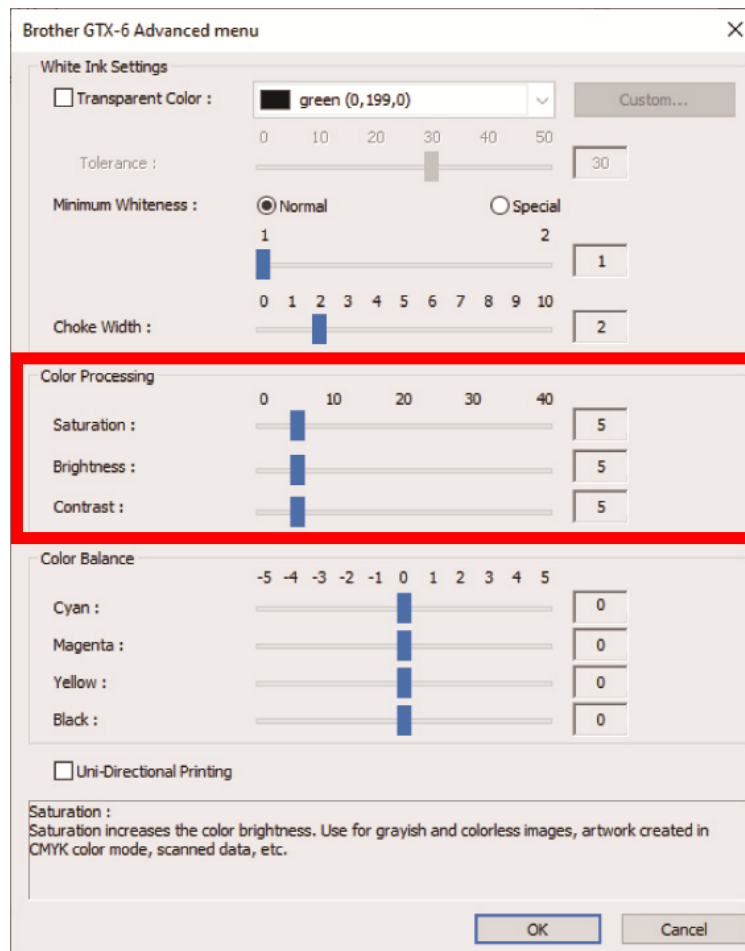 Brother GTX-6 Advanced menu
White Ink Settings
Transparent Color : green (0,199,0) Custom...
0 10 20 30 40 50
Tolerance : 30
Minimum Whiteness : Normal Special
1 2
1
0 1 2 3 4 5 6 7 8 9 10
Choke Width : 2
Color Processing
0 10 20 30 40
Saturation : 5
Brightness : 5
Contrast : 5
Color Balance
-5 -4 -3 -2 -1 0 1 2 3 4 5
Cyan : 0
Magenta : 0
Yellow : 0
Black : 0
Uni-Directional Printing
Saturation :
Saturation increases the color brightness. Use for grayish and colorless images, artwork created in
CMYK color mode, scanned data, etc.
OK Cancel